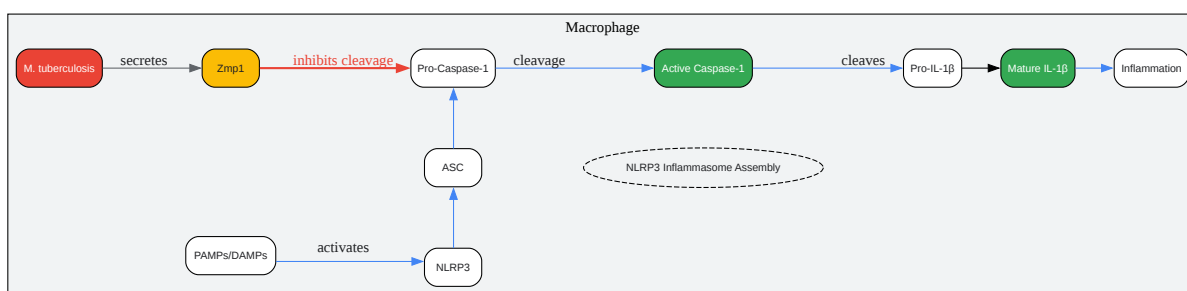 Macrophage
M. tuberculosis
secretes
Zmp1
inhibits cleavage
Pro-Caspase-1
cleavage
Active Caspase-1
cleaves
Pro-IL-1β
Mature IL-1β
Inflammation
ASC
NLRP3 Inflammasome Assembly
PAMPs/DAMPs
activates
NLRP3